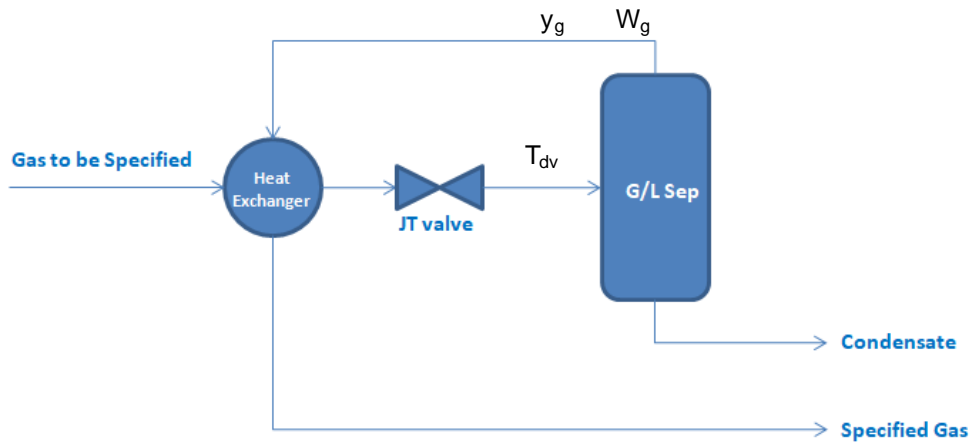 y_g W_g
Gas to be Specified
Heat
Exchanger
T_dv
JT valve
G/L Sep
Condensate
Specified Gas